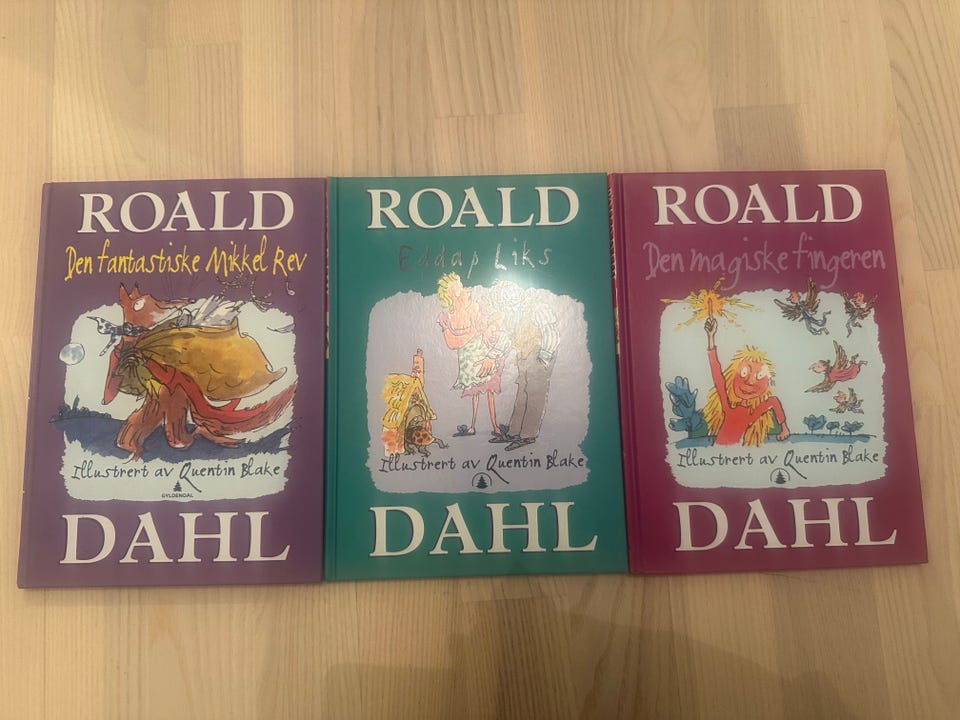 ROALD
Den fantastiske Mikkel Rev
Illustrert av Quentin Blake
GYLDENDAL
DAHL
ROALD
Eddap Liks
Illustrert av Quentin Blake
DAHL
ROALD
Den magiske fingeren
Illustrert av Quentin Blake
DAHL